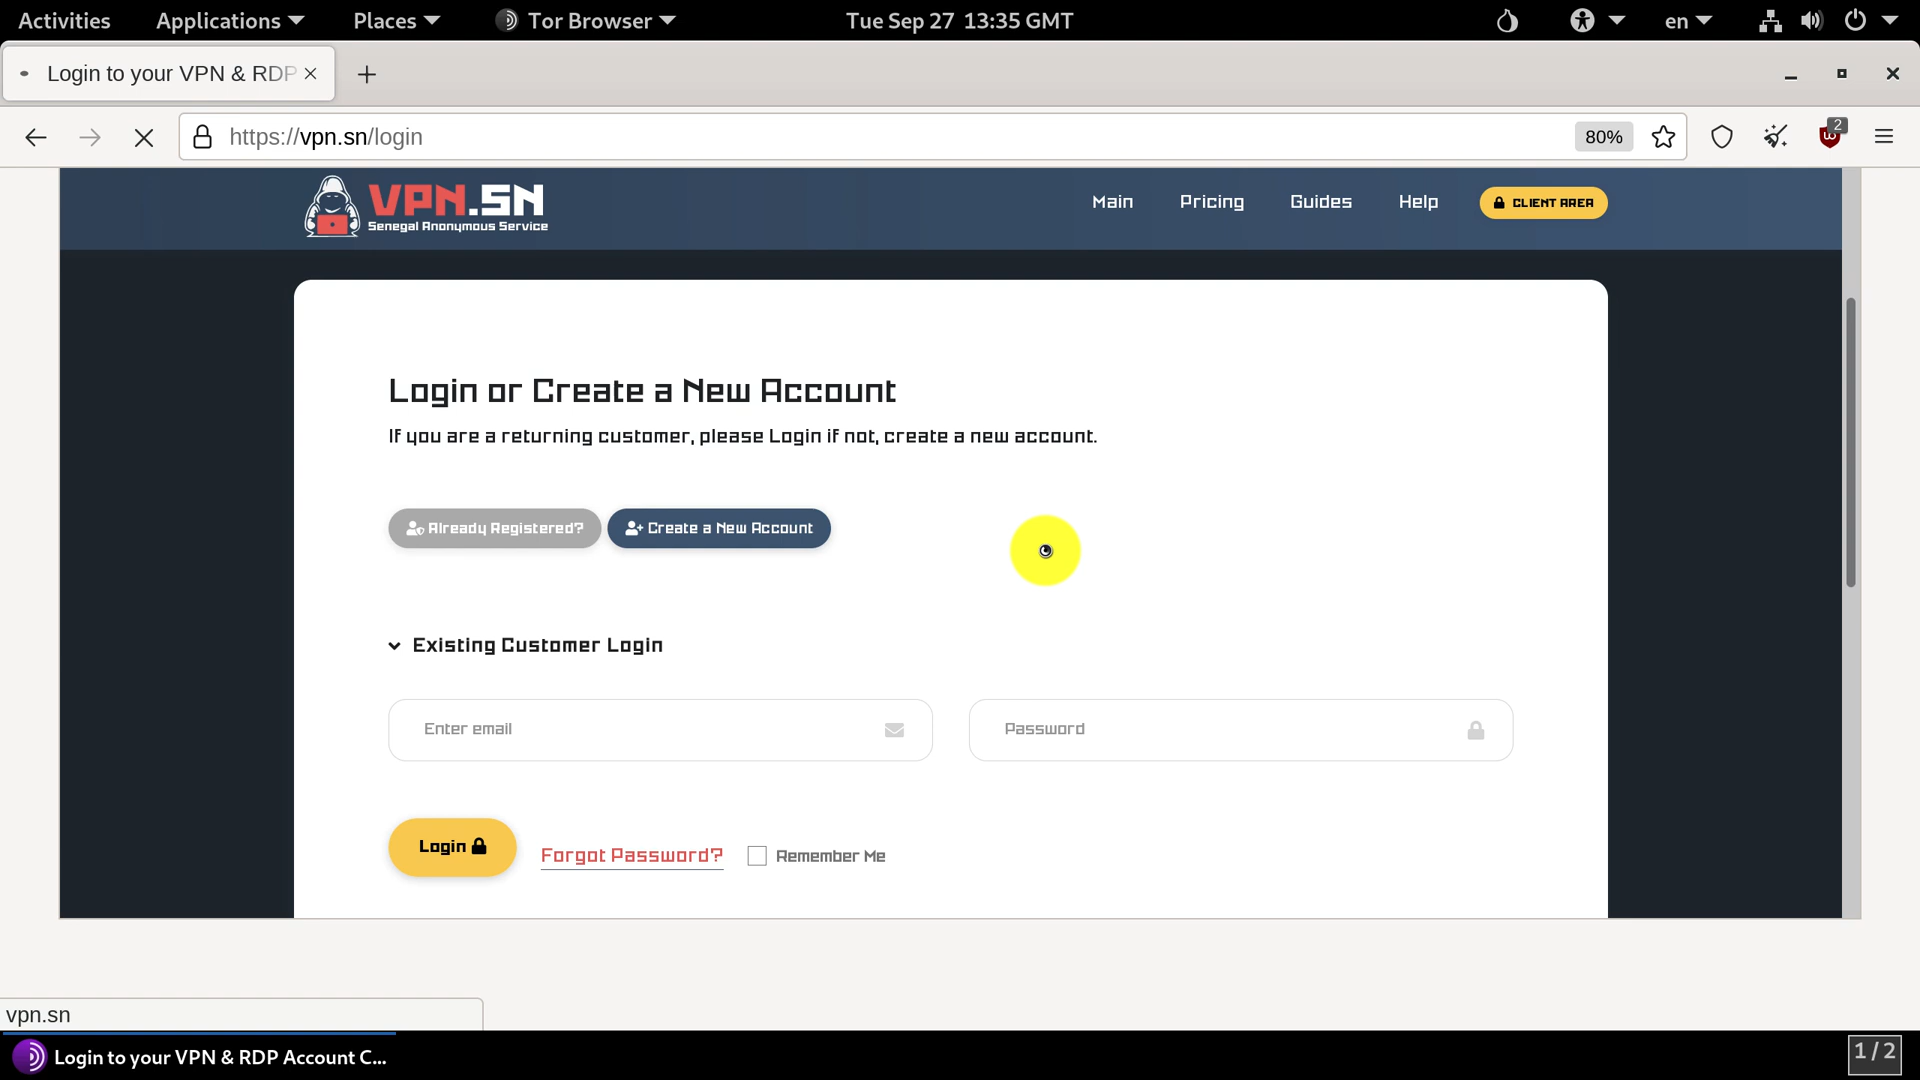 Activities Applications Places Tor Browser Tue Sep 27 13:35 GMT en
Login to your VPN & RDP
https://vpn.sn/login 80% 2
VPN.SN
Senegal Anonymous Service
Main Pricing Guides Help CLIENT AREA
Login or Create a New Account
If you are a returning customer, please Login if not, create a new account.
Already Registered? Create a New Account
Existing Customer Login
Enter email Password
Login Forgot Password? Remember Me
vpn.sn
Login to your VPN & RDP Account C... 1 / 2